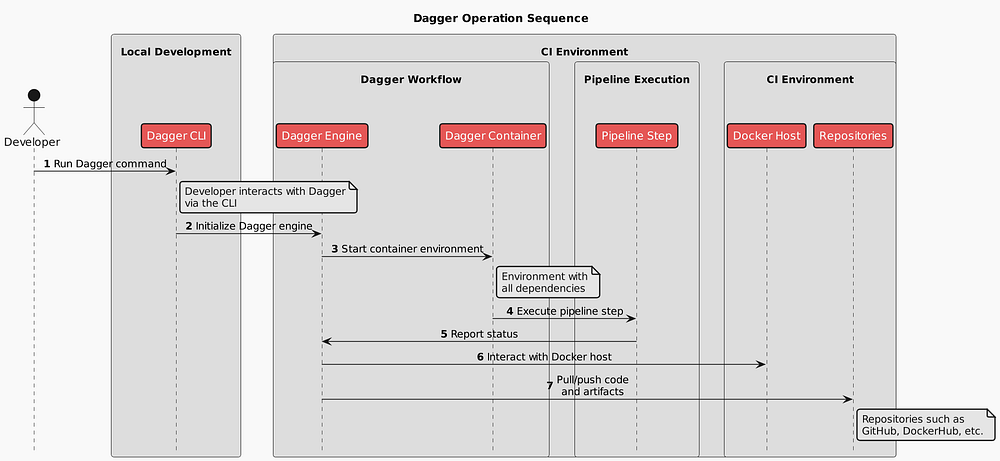 Dagger Operation Sequence
Local Development
CI Environment
Dagger Workflow
Pipeline Execution
CI Environment
Developer
Dagger CLI
Dagger Engine
Dagger Container
Pipeline Step
Docker Host
Repositories
1 Run Dagger command
Developer interacts with Dagger
via the CLI
2 Initialize Dagger engine
3 Start container environment
Environment with
all dependencies
4 Execute pipeline step
5 Report status
6 Interact with Docker host
7 Pull/push code
and artifacts
Repositories such as
GitHub, DockerHub, etc.